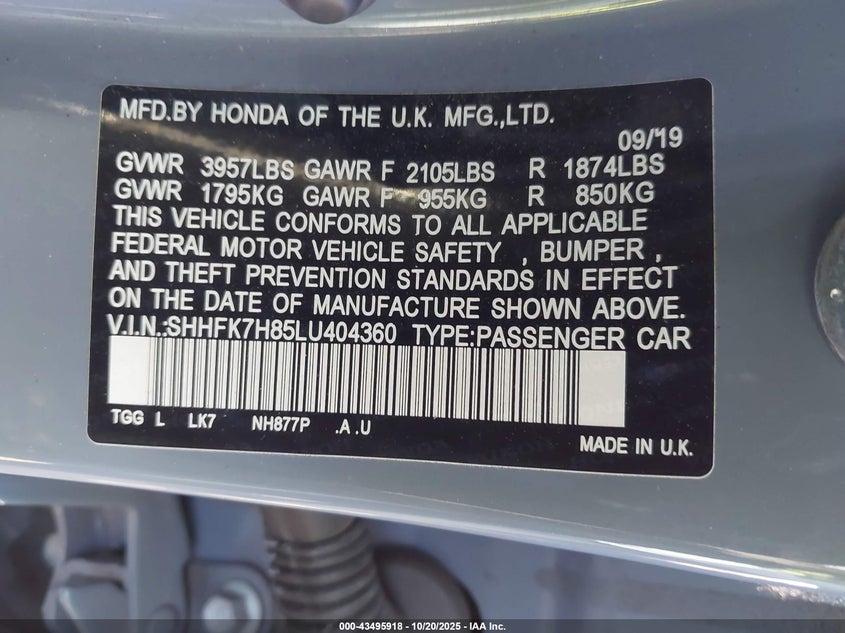 MFD.BY HONDA OF THE U.K. MFG.,LTD.
09/'19
GVWR 3957LBS GAWR F 2105LBS R 1874LBS
GVWR 1795KG GAWR F 955KG R 850KG
THIS VEHICLE CONFORMS TO ALL APPLICABLE
FEDERAL MOTOR VEHICLE SAFETY , BUMPER ,
AND THEFT PREVENTION STANDARDS IN EFFECT
ON THE DATE OF MANUFACTURE SHOWN ABOVE.
V.I.N.:SHHFK7H85LU404360 TYPE:PASSENGER CAR
TGG L LK7 NH877P .A .U
MADE IN U.K.
000-43495918 - 10/20/2025 - IAA Inc.